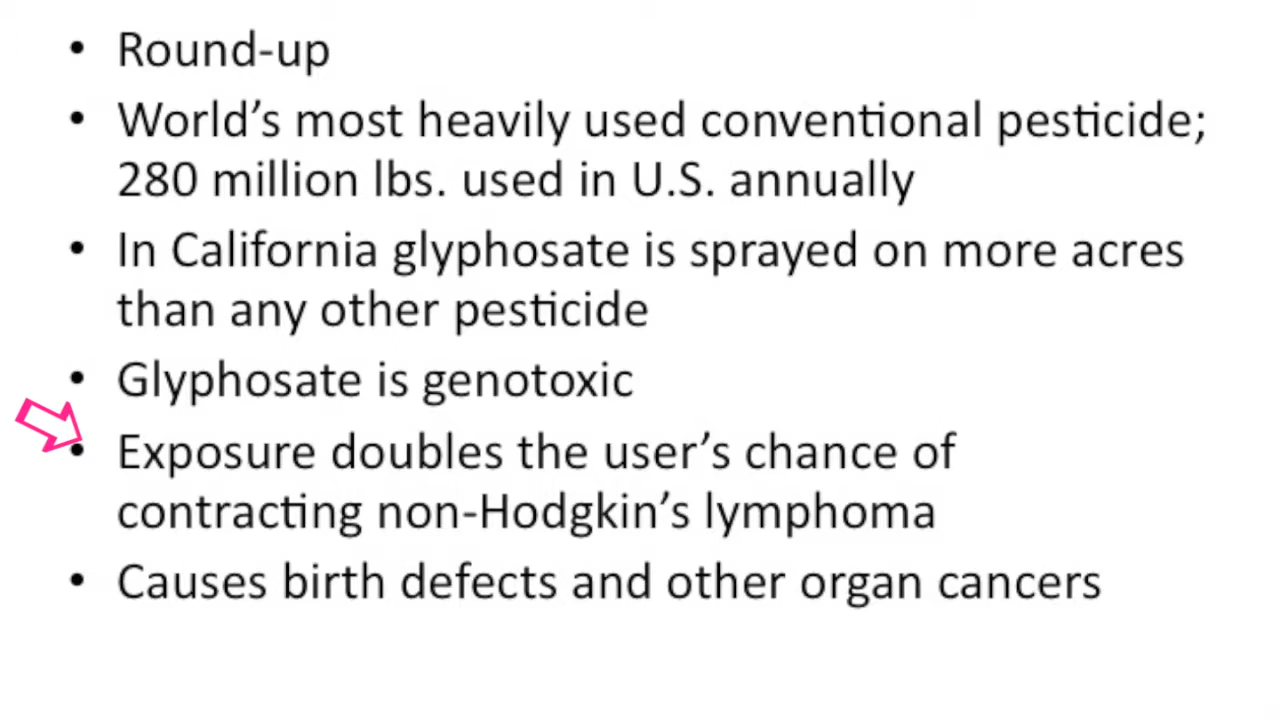 • Round-up
• World’s most heavily used conventional pesticide;
280 million lbs. used in U.S. annually
• In California glyphosate is sprayed on more acres
than any other pesticide
• Glyphosate is genotoxic
• Exposure doubles the user’s chance of
contracting non-Hodgkin’s lymphoma
• Causes birth defects and other organ cancers